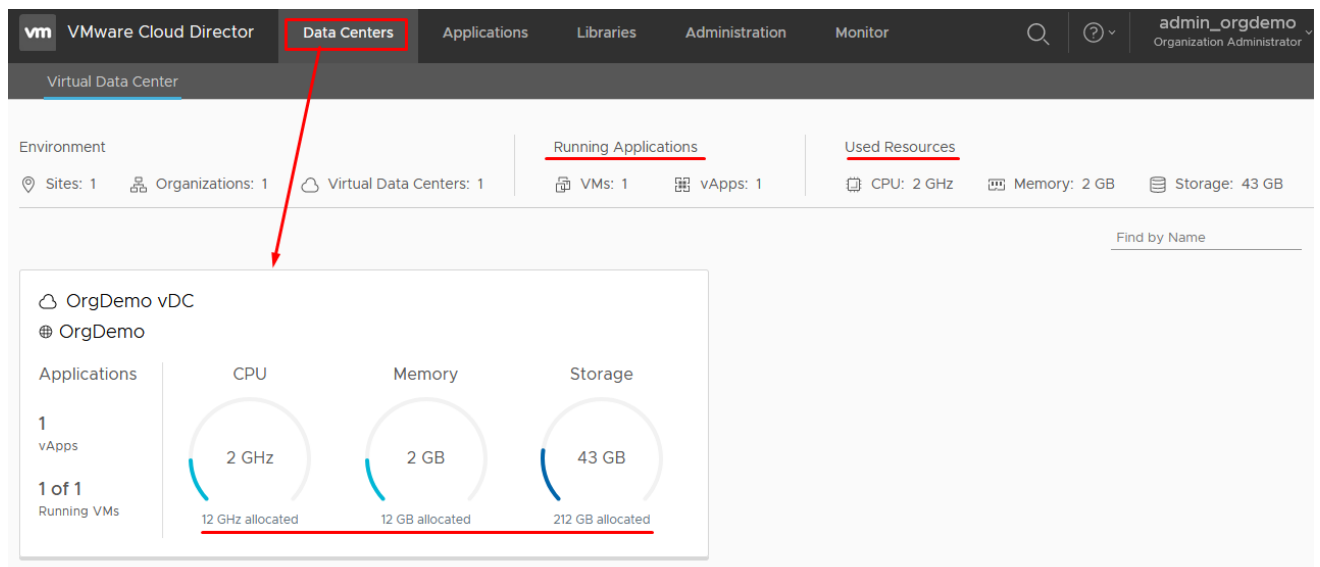 vm VMware Cloud Director Data Centers Applications Libraries Administration Monitor admin_orgdemo
Organization Administrator
Virtual Data Center
Environment Running Applications Used Resources
Sites: 1 Organizations: 1 Virtual Data Centers: 1 VMs: 1 vApps: 1 CPU: 2 GHz Memory: 2 GB Storage: 43 GB
Find by Name
OrgDemo vDC
OrgDemo
Applications CPU Memory Storage
1
vApps
2 GHz 2 GB 43 GB
1 of 1
Running VMs
12 GHz allocated 12 GB allocated 212 GB allocated